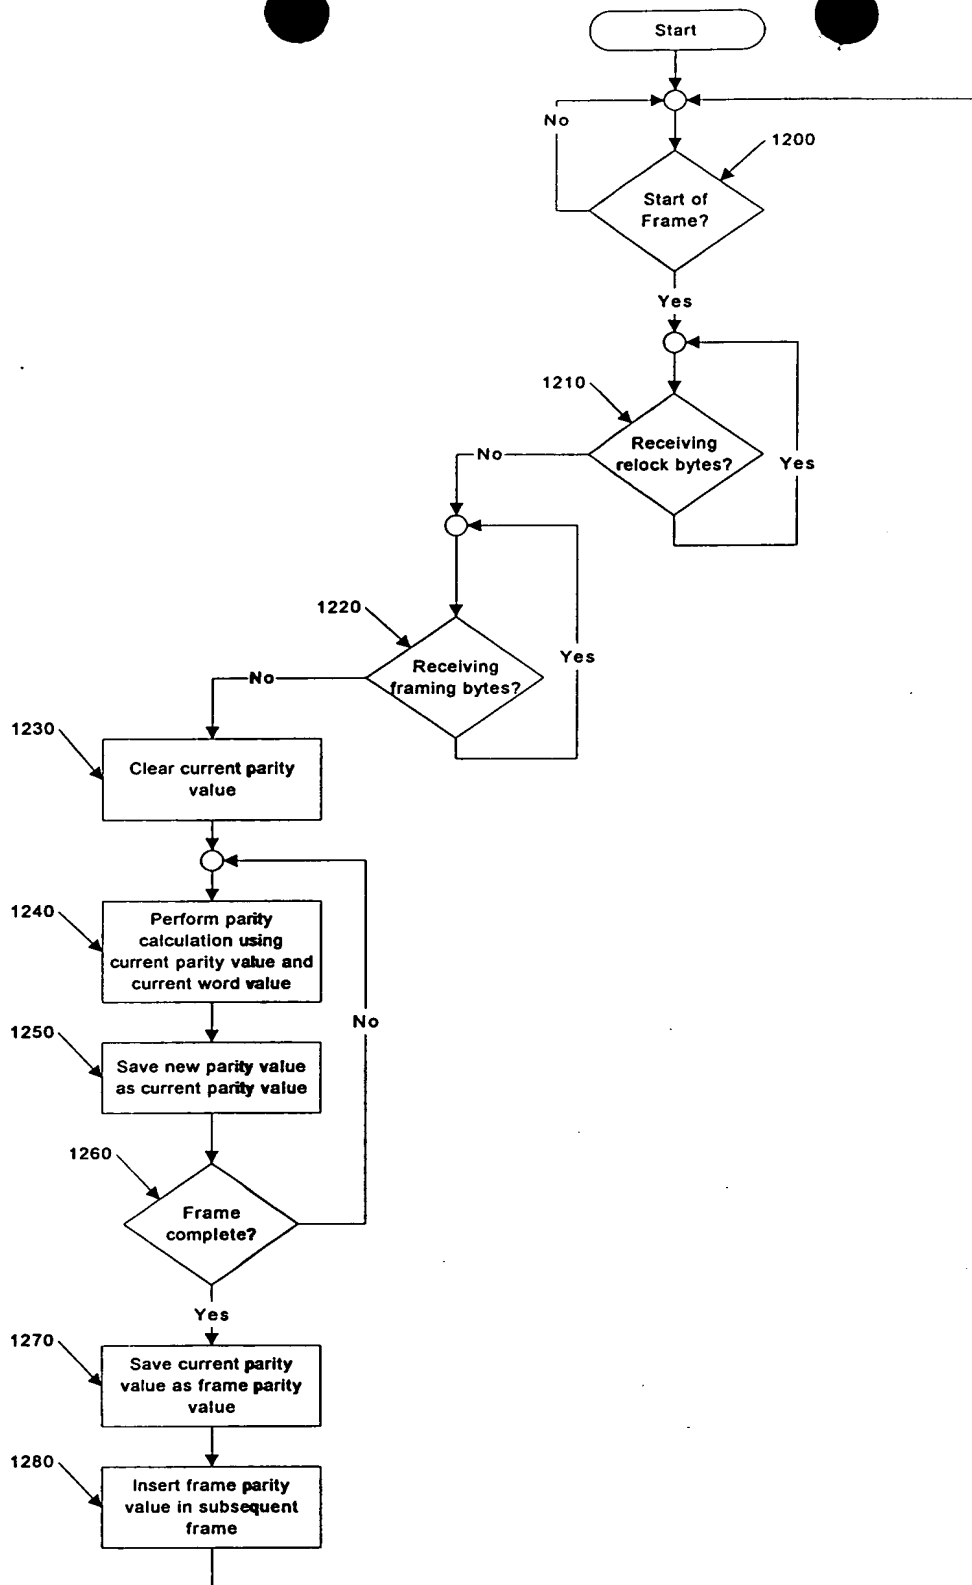 Start
No
1200
Start of
Frame?
Yes
1210
Receiving
relock bytes?
No
Yes
1220
Receiving
framing bytes?
No
Yes
1230
Clear current parity
value
1240
Perform parity
calculation using
current parity value and
current word value
No
1250
Save new parity value
as current parity value
1260
Frame
complete?
Yes
1270
Save current parity
value as frame parity
value
1280
Insert frame parity
value in subsequent
frame